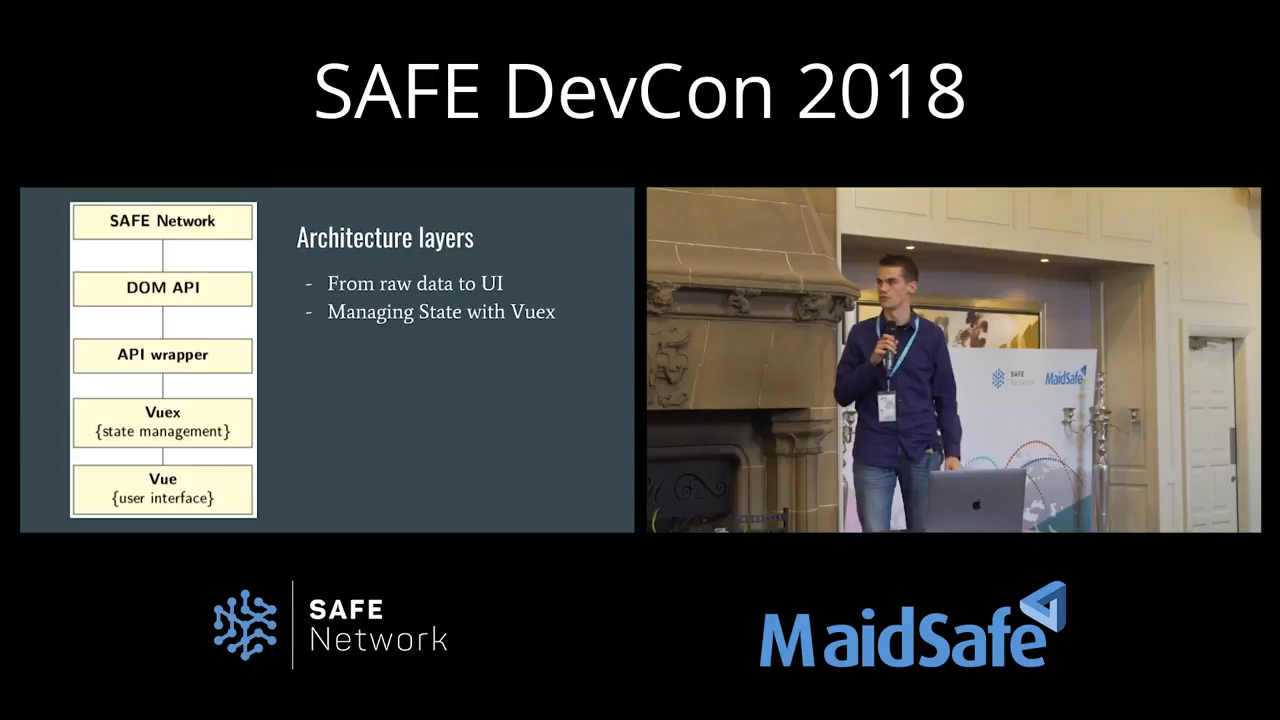 SAFE DevCon 2018
SAFE Network
DOM API
API wrapper
Vuex
{state management}
Vue
{user interface}
Architecture layers
- From raw data to UI
- Managing State with Vuex
SAFE
Network
MaidSafe
SAFE
Network
MaidSafe